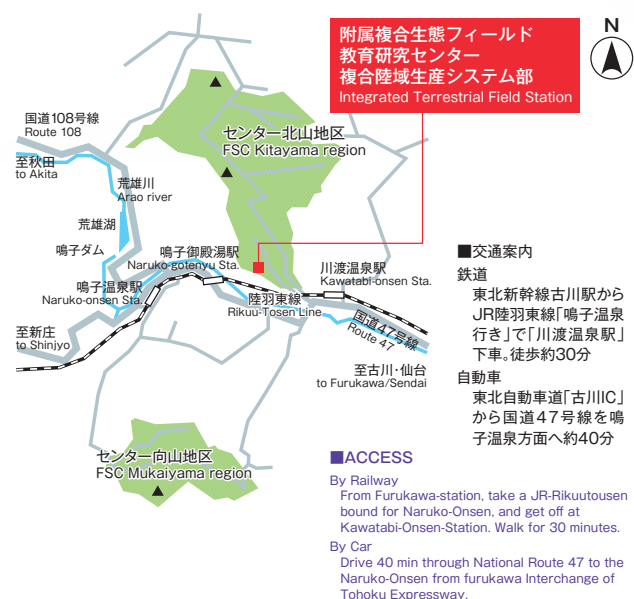 附属複合生態フィールド
教育研究センター
複合陸域生産システム部
Integrated Terrestrial Field Station
N
国道108号線
Route 108
至秋田
to Akita
荒雄川
Arao river
荒雄湖
鳴子ダム
センター北山地区
FSC Kitayama region
鳴子御殿湯駅
Naruko-gotenyu Sta.
鳴子温泉駅
Naruko-onsen Sta.
川渡温泉駅
Kawatabi-onsen Sta.
陸羽東線
Rikuu-Tosen Line
国道47号線
Route 47
至新庄
to Shinjyo
至古川・仙台
to Furukawa/Sendai
センター向山地区
FSC Mukaiyama region
■交通案内
鉄道
東北新幹線古川駅から
JR陸羽東線「鳴子温泉
行き」で「川渡温泉駅」
下車。徒歩約30分
自動車
東北自動車道「古川IC」
から国道47号線を鳴
子温泉方面へ約40分
■ACCESS
By Railway
From Furukawa-station, take a JR-Rikuutousen
bound for Naruko-Onsen, and get off at
Kawatabi-Onsen-Station. Walk for 30 minutes.
By Car
Drive 40 min through National Route 47 to the
Naruko-Onsen from furukawa Interchange of
Tohoku Expressway.